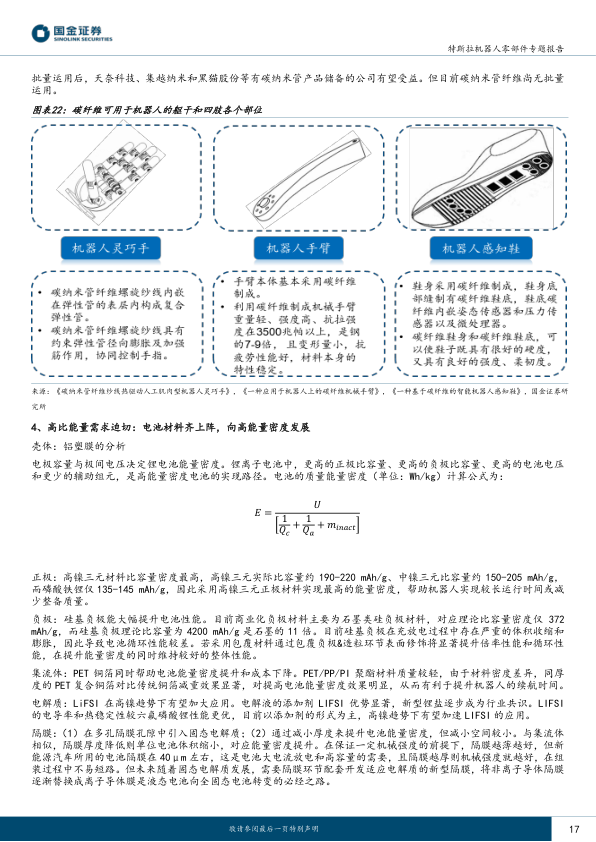 国金证券
SINOLINK SECURITIES
特斯拉机器人零部件专题报告
批量运用后，天奈科技、集越纳米和黑猫股份等有碳纳米管产品储备的公司有望受益。但目前碳纳米管纤维尚无批量
运用。
图表22：碳纤维可用于机器人的躯干和四肢各个部位
机器人灵巧手
机器人手臂
机器人感知鞋
• 碳纳米管纤维螺旋纱线内嵌
在弹性管的表层内构成复合
弹性管。
• 碳纳米管纤维螺旋纱线具有
约束弹性管径向膨胀及加强
筋作用，协同控制手指。
• 手臂本体基本采用碳纤维
制成。
• 利用碳纤维制成机械手臂
重量轻、强度高、抗拉强
度在3500兆帕以上，是钢
的7-9倍，且变形量小，抗
疲劳性能好，材料本身的
特性稳定。
• 鞋身采用碳纤维制成，鞋身底
部缝制有碳纤维鞋底，鞋底碳
纤维内嵌姿态传感器和压力传
感器以及微处理器。
• 碳纤维鞋身和碳纤维鞋底，可
以使鞋子既具有很好的硬度，
又具有良好的强度、柔韧度。
来源：《碳纳米管纤维纱线热驱动人工肌肉型机器人灵巧手》，《一种应用于机器人上的碳纤维机械手臂》，《一种基于碳纤维的智能机器人感知鞋》，国金证券研
究所
4、高比能量需求迫切：电池材料齐上阵，向高能量密度发展
壳体：铝塑膜的分析
电极容量与极间电压决定锂电池能量密度。锂离子电池中，更高的正极比容量、更高的负极比容量、更高的电池电压
和更少的辅助组元，是高能量密度电池的实现路径。电池的质量能量密度（单位：Wh/kg）计算公式为：
E = U / [1/Qc + 1/Qa + minact]
正极：高镍三元材料比容量密度最高，高镍三元实际比容量约 190-220 mAh/g、中镍三元比容量约 150-205 mAh/g，
而磷酸铁锂仅 135-145 mAh/g，因此采用高镍三元正极材料实现最高的能量密度，帮助机器人实现较长运行时间或减
少整备质量。
负极：硅基负极能大幅提升电池性能。目前商业化负极材料主要为石墨类硅负极材料，对应理论比容量密度仅 372
mAh/g，而硅基负极理论比容量为 4200 mAh/g 是石墨的 11 倍。目前硅基负极在充放电过程中存在严重的体积收缩和
膨胀，因此导致电池循环性能较差。若采用包覆材料通过包覆负极&造粒环节表面修饰将显著提升倍率性能和循环性
能，在提升能量密度的同时维持较好的整体性能。
集流体：PET 铜箔同时帮助电池能量密度提升和成本下降。PET/PP/PI 聚酯材料质量较轻，由于材料密度差异，同厚
度的 PET 复合铜箔对比传统铜箔减重效果显著，对提高电池能量密度效果明显，从而有利于提升机器人的续航时间。
电解质：LiFSI 在高镍趋势下有望加大应用。电解液的添加剂 LIFSI 优势显著，新型锂盐逐步成为行业共识。LIFSI
的电导率和热稳定性较六氟磷酸锂性能更优，目前以添加剂的形式为主，高镍趋势下有望加速 LIFSI 的应用。
隔膜：（1）在多孔隔膜孔隙中引入固态电解质；（2）通过减小厚度来提升电池能量密度，但减小空间较小。与集流体
相似，隔膜厚度降低则单位电池体积缩小，对应能量密度提升。在保证一定机械强度的前提下，隔膜越薄越好，但新
能源汽车所用的电池隔膜在 40μm 左右，这是电池大电流放电和高容量的需要，且隔膜越厚则机械强度就越好，在组
装过程中不易短路。但未来随着固态电解质发展，需要隔膜环节配套开发适应电解质的新型隔膜，将非离子导体隔膜
逐渐替换成离子导体膜是液态电池向全固态电池转变的必经之路。
敬请参阅最后一页特别声明
17